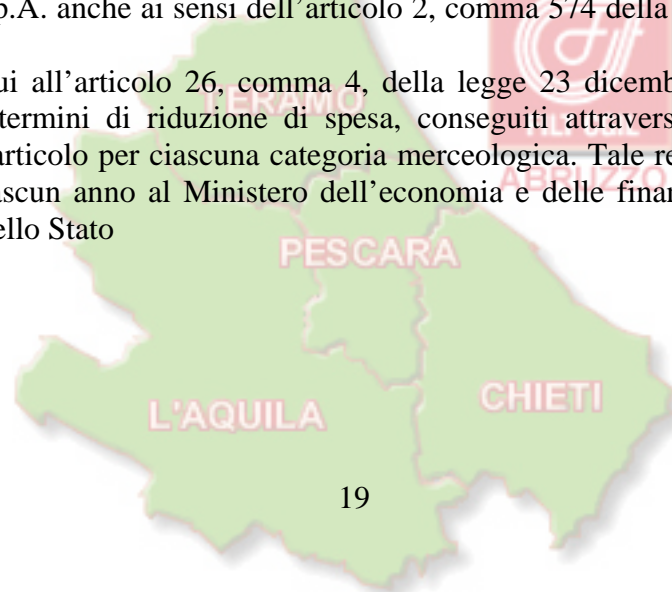 p.A. anche ai sensi dell'articolo 2, comma 574 della
ui all'articolo 26, comma 4, della legge 23 dicemb
TERAMO
termini di riduzione di spesa, conseguiti attravers
articolo per ciascuna categoria merceologica. Tale re
ABRUZZO
ascun anno al Ministero dell'economia e delle finan
ello Stato
PESCARA
L'AQUILA
CHIETI
19